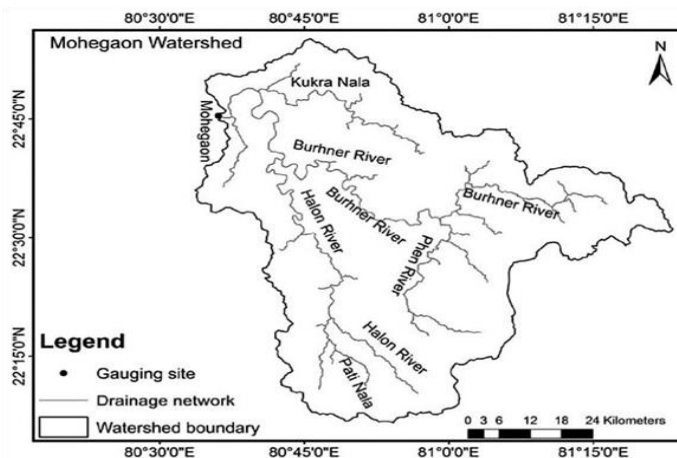 80°30'0"E 80°45'0"E 81°0'0"E 81°15'0"E
Mohegaon Watershed
N
Kukra Nala
22°45'0"N
Mohegaon
Burhner River
Burhner River
Halon River
Burhner River
22°30'0"N
Phen River
Halon River
Legend
22°15'0"N
Pati Nala
Gauging site
Drainage network
Watershed boundary
0 3 6 12 18 24 Kilometers
80°30'0"E 80°45'0"E 81°0'0"E 81°15'0"E